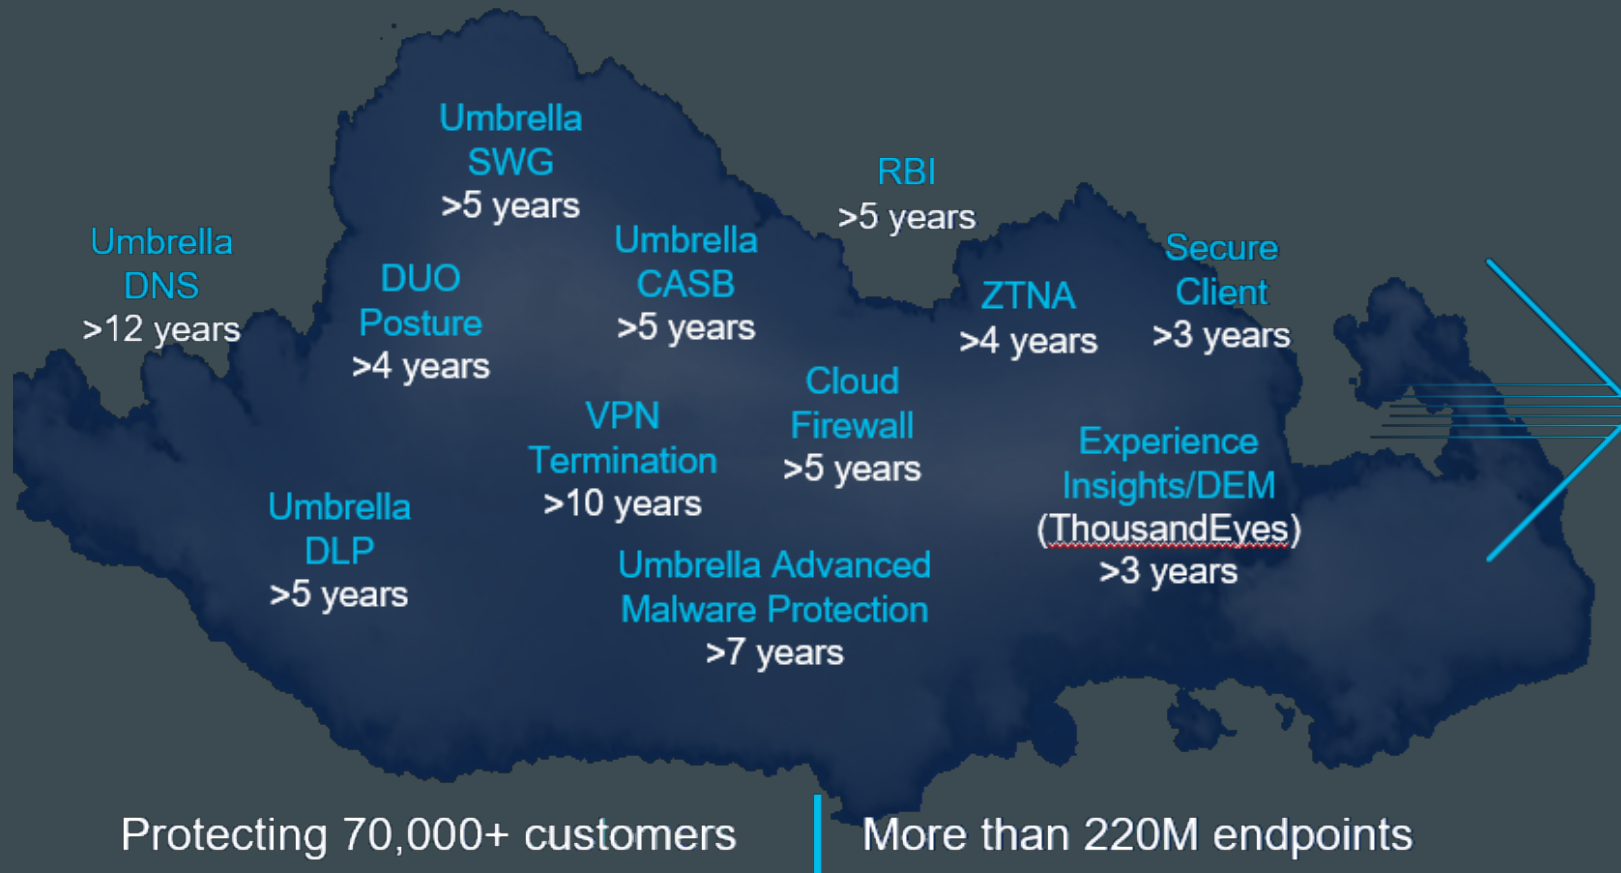 Umbrella
SWG
>5 years
RBI
>5 years
Umbrella
DNS
>12 years
DUO
Posture
>4 years
Umbrella
CASB
>5 years
ZTNA
>4 years
Secure
Client
>3 years
VPN
Termination
>10 years
Cloud
Firewall
>5 years
Experience
Insights/DEM
(ThousandEyes)
>3 years
Umbrella
DLP
>5 years
Umbrella Advanced
Malware Protection
>7 years
Protecting 70,000+ customers
More than 220M endpoints